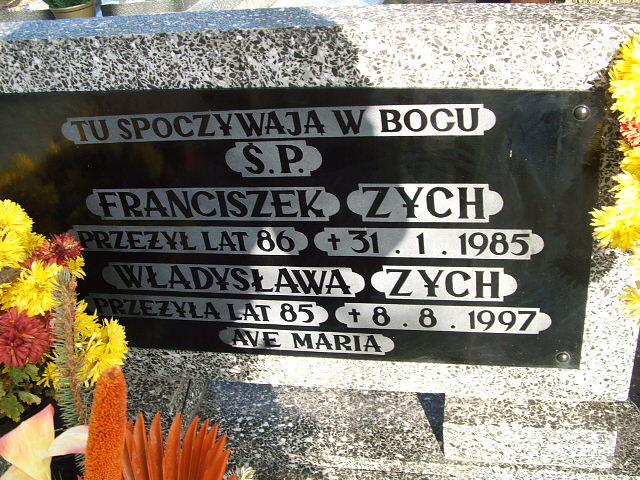 TU SPOCZYWAJA W BOGU
Ś.P.
FRANCISZEK ZYCH
PRZEŻYŁ LAT 86 + 31.1.1985
WŁADYSŁAWA ZYCH
PRZEŻYŁA LAT 85 + 8.8.1997
AVE MARIA